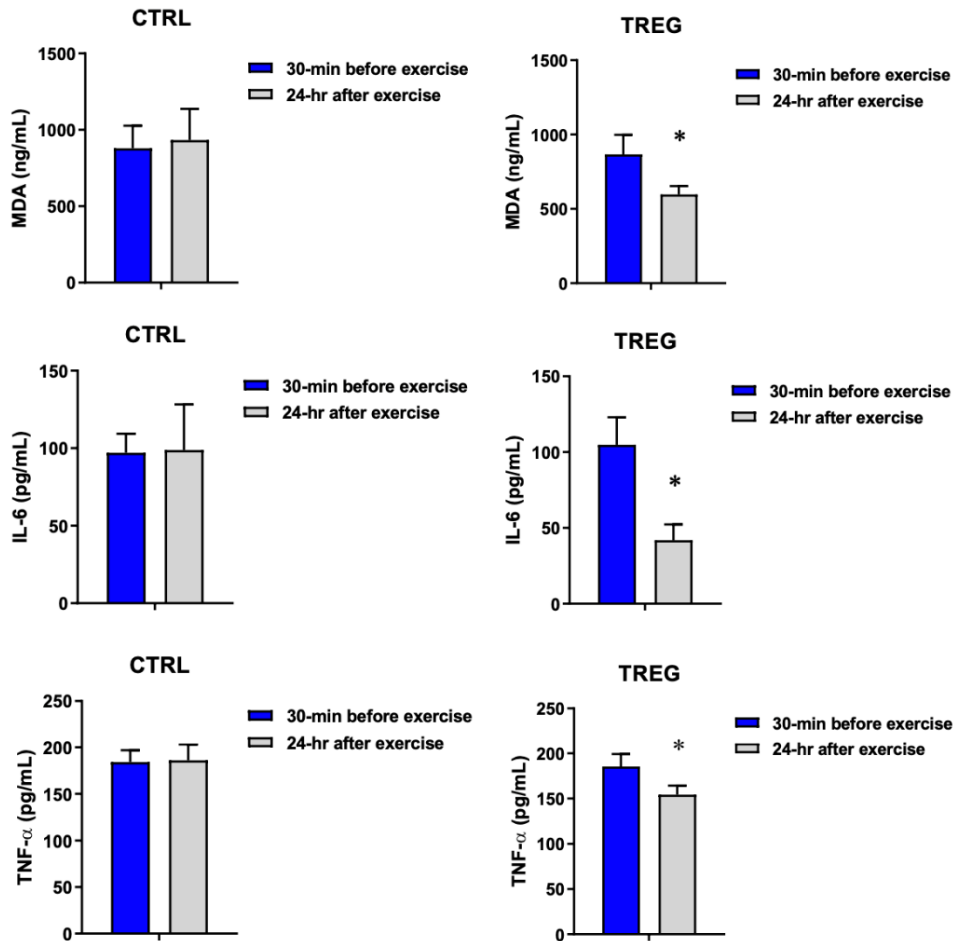 CTRL
1500
1000
500
0
MDA (ng/mL)
30-min before exercise
24-hr after exercise
TREG
1500
1000
500
0
MDA (ng/mL)
30-min before exercise
24-hr after exercise
*
CTRL
150
100
50
0
IL-6 (pg/mL)
30-min before exercise
24-hr after exercise
TREG
150
100
50
0
IL-6 (pg/mL)
30-min before exercise
24-hr after exercise
*
CTRL
250
200
150
100
50
0
TNF-α (pg/mL)
30-min before exercise
24-hr after exercise
TREG
250
200
150
100
50
0
TNF-α (pg/mL)
30-min before exercise
24-hr after exercise
*